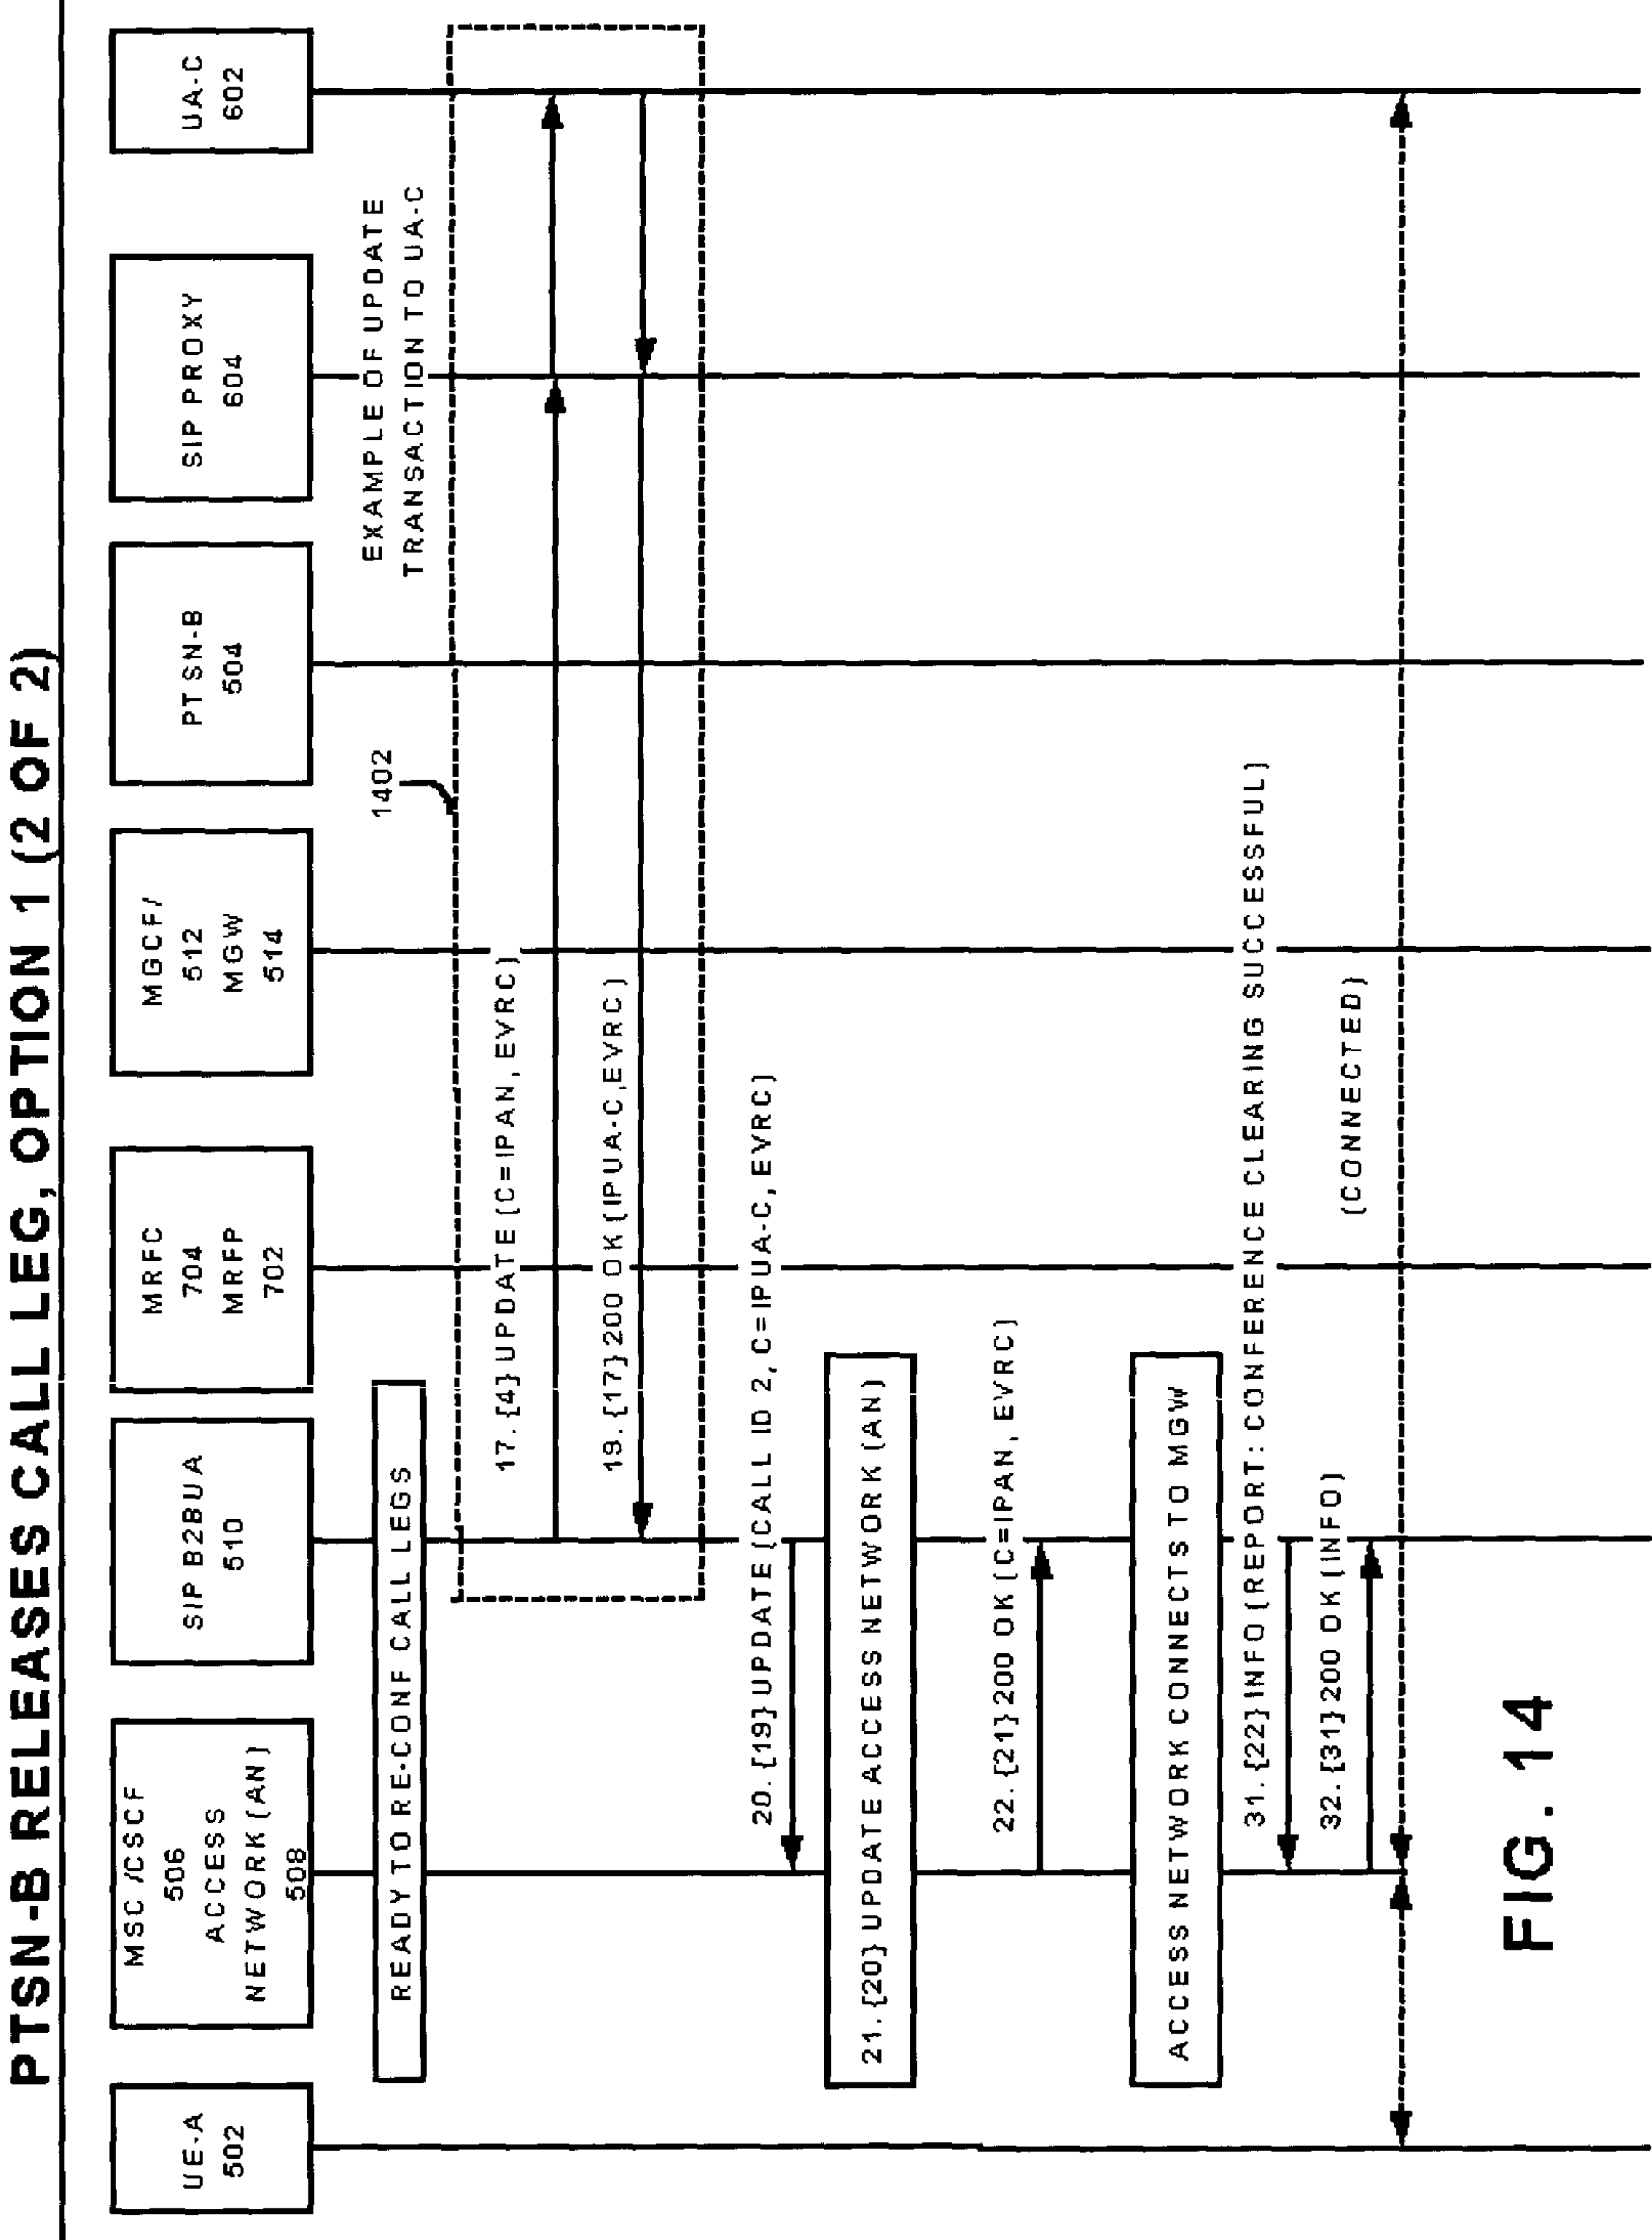 PTSN-B RELEASES CALL LEG, OPTION 1 (2 OF 2)
UE-A
502
MSC /CSCF
506
ACCESS
NETWORK (AN)
508
SIP B2BUA
510
MRFC
704
MRFP
702
MGCF/
512
MGW
514
PTSN-B
504
SIP PROXY
604
UA-C
602
READY TO RE-CONF CALL LEGS
1402
EXAMPLE OF UPDATE
TRANSACTION TO UA-C
17. {4} UPDATE (C=IPAN, EVRC)
19. {17} 200 OK (IPUA-C,EVRC)
20. {19} UPDATE (CALL ID 2, C=IPUA-C, EVRC)
21. {20} UPDATE ACCESS NETWORK (AN)
22. {21} 200 OK (C=IPAN, EVRC)
ACCESS NETWORK CONNECTS TO MGW
31. {22} INFO (REPORT: CONFERENCE CLEARING SUCCESSFUL)
32. {31} 200 OK (INFO)
(CONNECTED)
FIG. 14